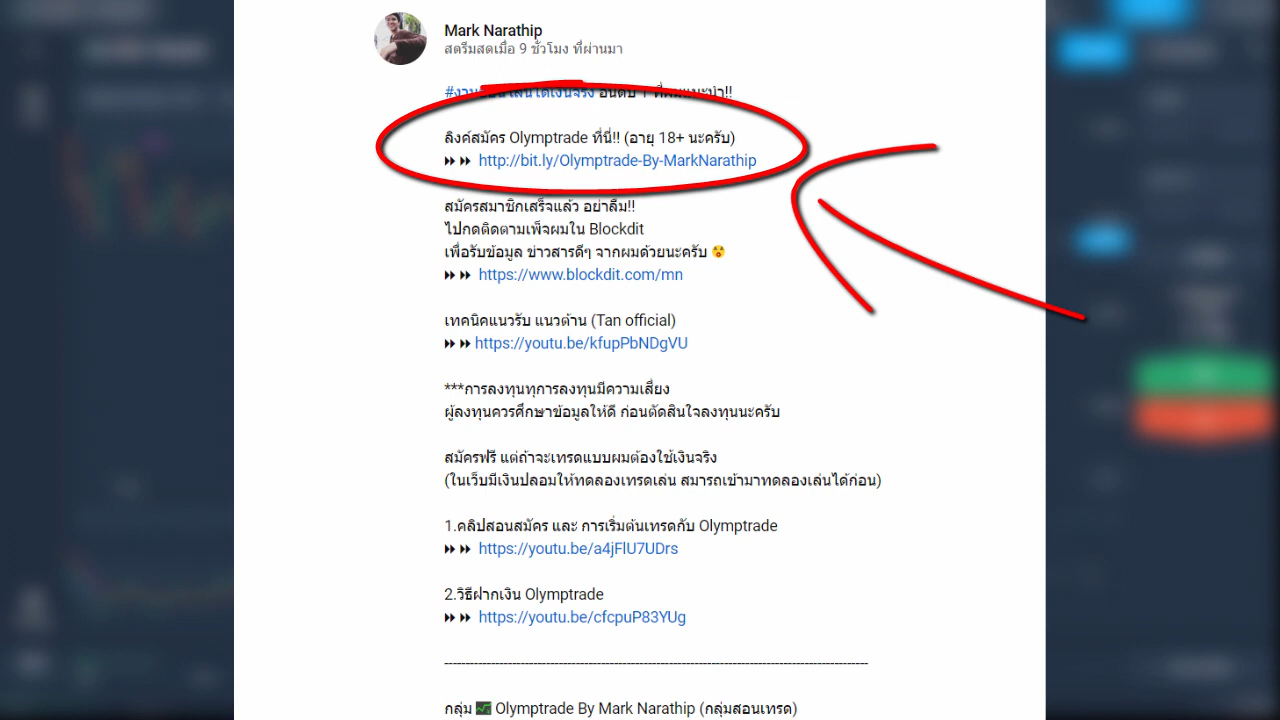 Mark Narathip
สตรีมสดเมื่อ 9 ชั่วโมง ที่ผ่านมา
ลิงค์สมัคร Olymptrade ที่นี่!! (อายุ 18+ นะครับ)
http://bit.ly/Olymptrade-By-MarkNarathip
สมัครสมาชิกเสร็จแล้ว อย่าลืม!!
ไปกดติดตามเพ็จผมใน Blockdit
เพื่อรับข้อมูล ข่าวสารดีๆ จากผมด้วยนะครับ 😲
https://www.blockdit.com/mn
เทคนิคแนวรับ แนวต้าน (Tan official)
https://youtu.be/kfupPbNDgVU
***การลงทุทุการลงทุนมีความเสี่ยง
ผู้ลงทุนควรศึกษาข้อมูลให้ดี ก่อนตัดสินใจลงทุนนะครับ
สมัครฟรี แต่ถ้าจะเทรดแบบผมต้องใช้เงินจริง
(ในเว็บมีเงินปลอมให้ทดลองเทรดเล่น สมารถเข้ามาทดลองเล่นได้ก่อน)
1.คลิปสอนสมัคร และ การเริ่มต้นเทรดกับ Olymptrade
https://youtu.be/a4jFlU7UDrs
2.วิธีฝากเงิน Olymptrade
https://youtu.be/cfcpuP83YUg
กลุ่ม Olymptrade By Mark Narathip (กลุ่มสอนเทรด)